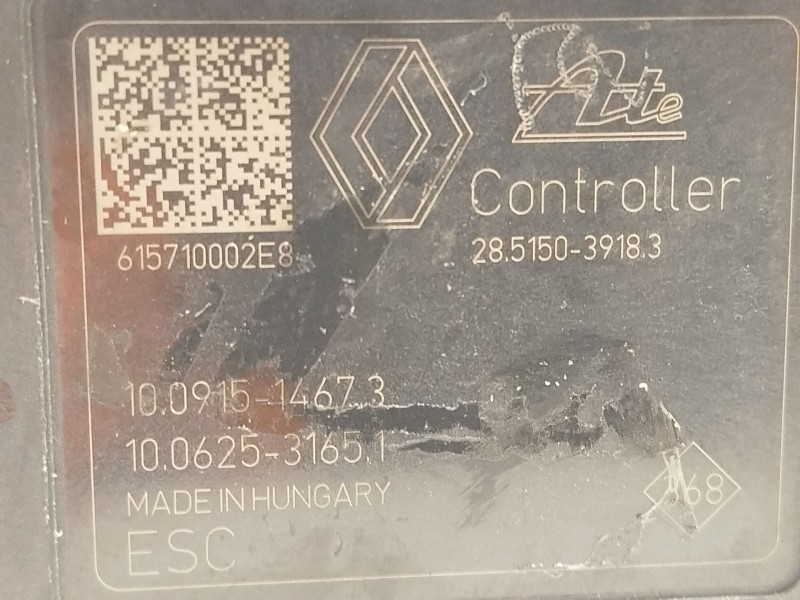 Ate
Controller
615710002E8
28.5150-3918.3
10.0915-1467.3
10.0625-3165.1
MADE IN HUNGARY
368
ESC